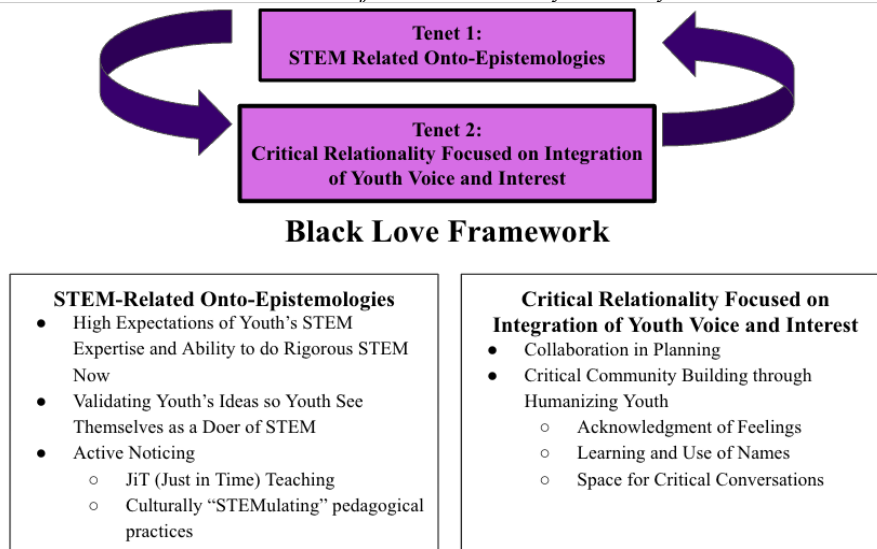 Tenet 1:
STEM Related Onto-Epistemologies
Tenet 2:
Critical Relationality Focused on Integration
of Youth Voice and Interest
Black Love Framework
STEM-Related Onto-Epistemologies
● High Expectations of Youth's STEM
Expertise and Ability to do Rigorous STEM
Now
● Validating Youth's Ideas so Youth See
Themselves as a Doer of STEM
● Active Noticing
○ JiT (Just in Time) Teaching
○ Culturally “STEMulating” pedagogical
practices
Critical Relationality Focused on
Integration of Youth Voice and Interest
● Collaboration in Planning
● Critical Community Building through
Humanizing Youth
○ Acknowledgment of Feelings
○ Learning and Use of Names
○ Space for Critical Conversations